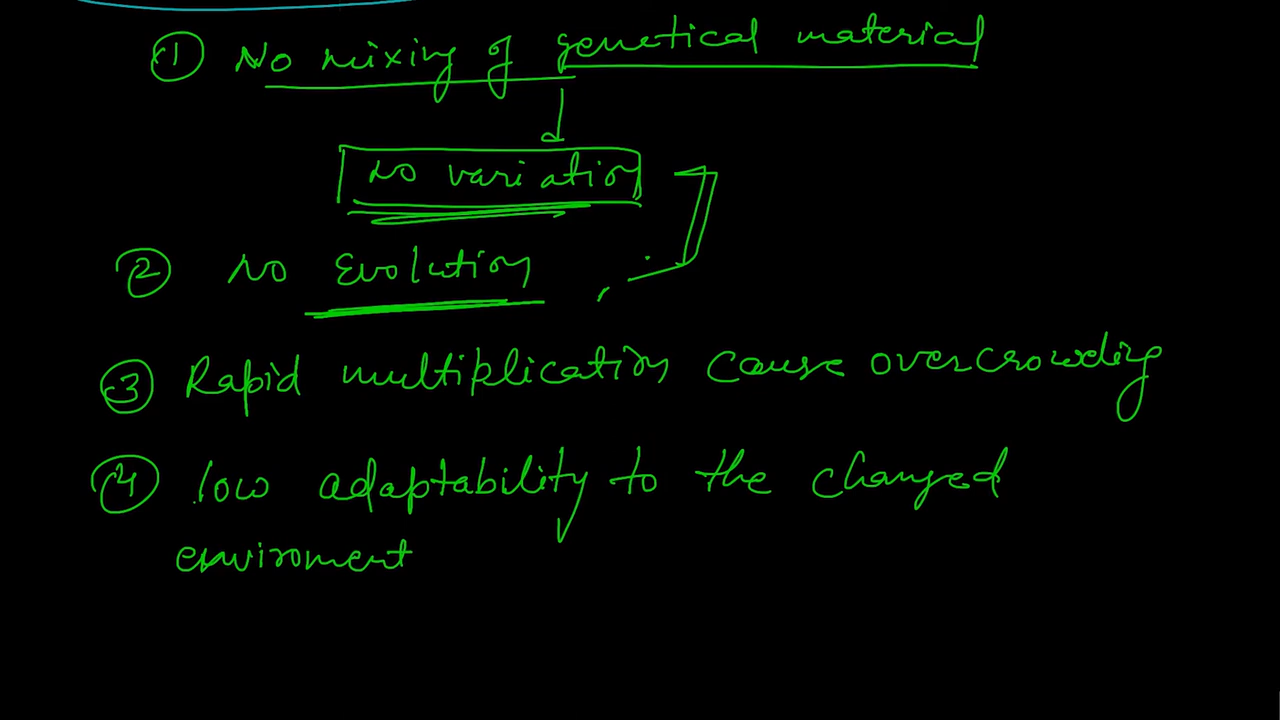 ① No mixing of genetical material
No variation
② No Evolution
③ Rapid multiplication cause overcrowding
④ low adaptability to the changed
enviroment